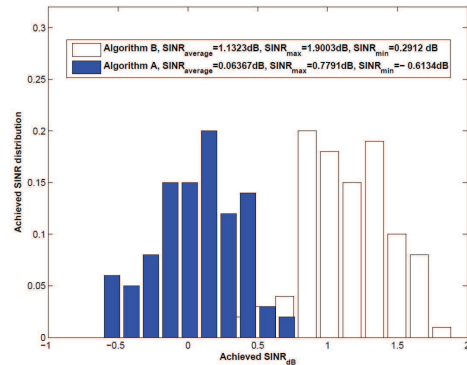 0.3
0.25
0.2
0.15
0.1
0.05
0
Achieved SINR distribution
Algorithm B, SINRaverage=1.1323dB, SINRmax=1.9003dB, SINRmin=0.2912 dB
Algorithm A, SINRaverage=0.06367dB, SINRmax=0.7791dB, SINRmin=− 0.6134dB
−1 −0.5 0 0.5 1 1.5 2
Achieved SINRdB